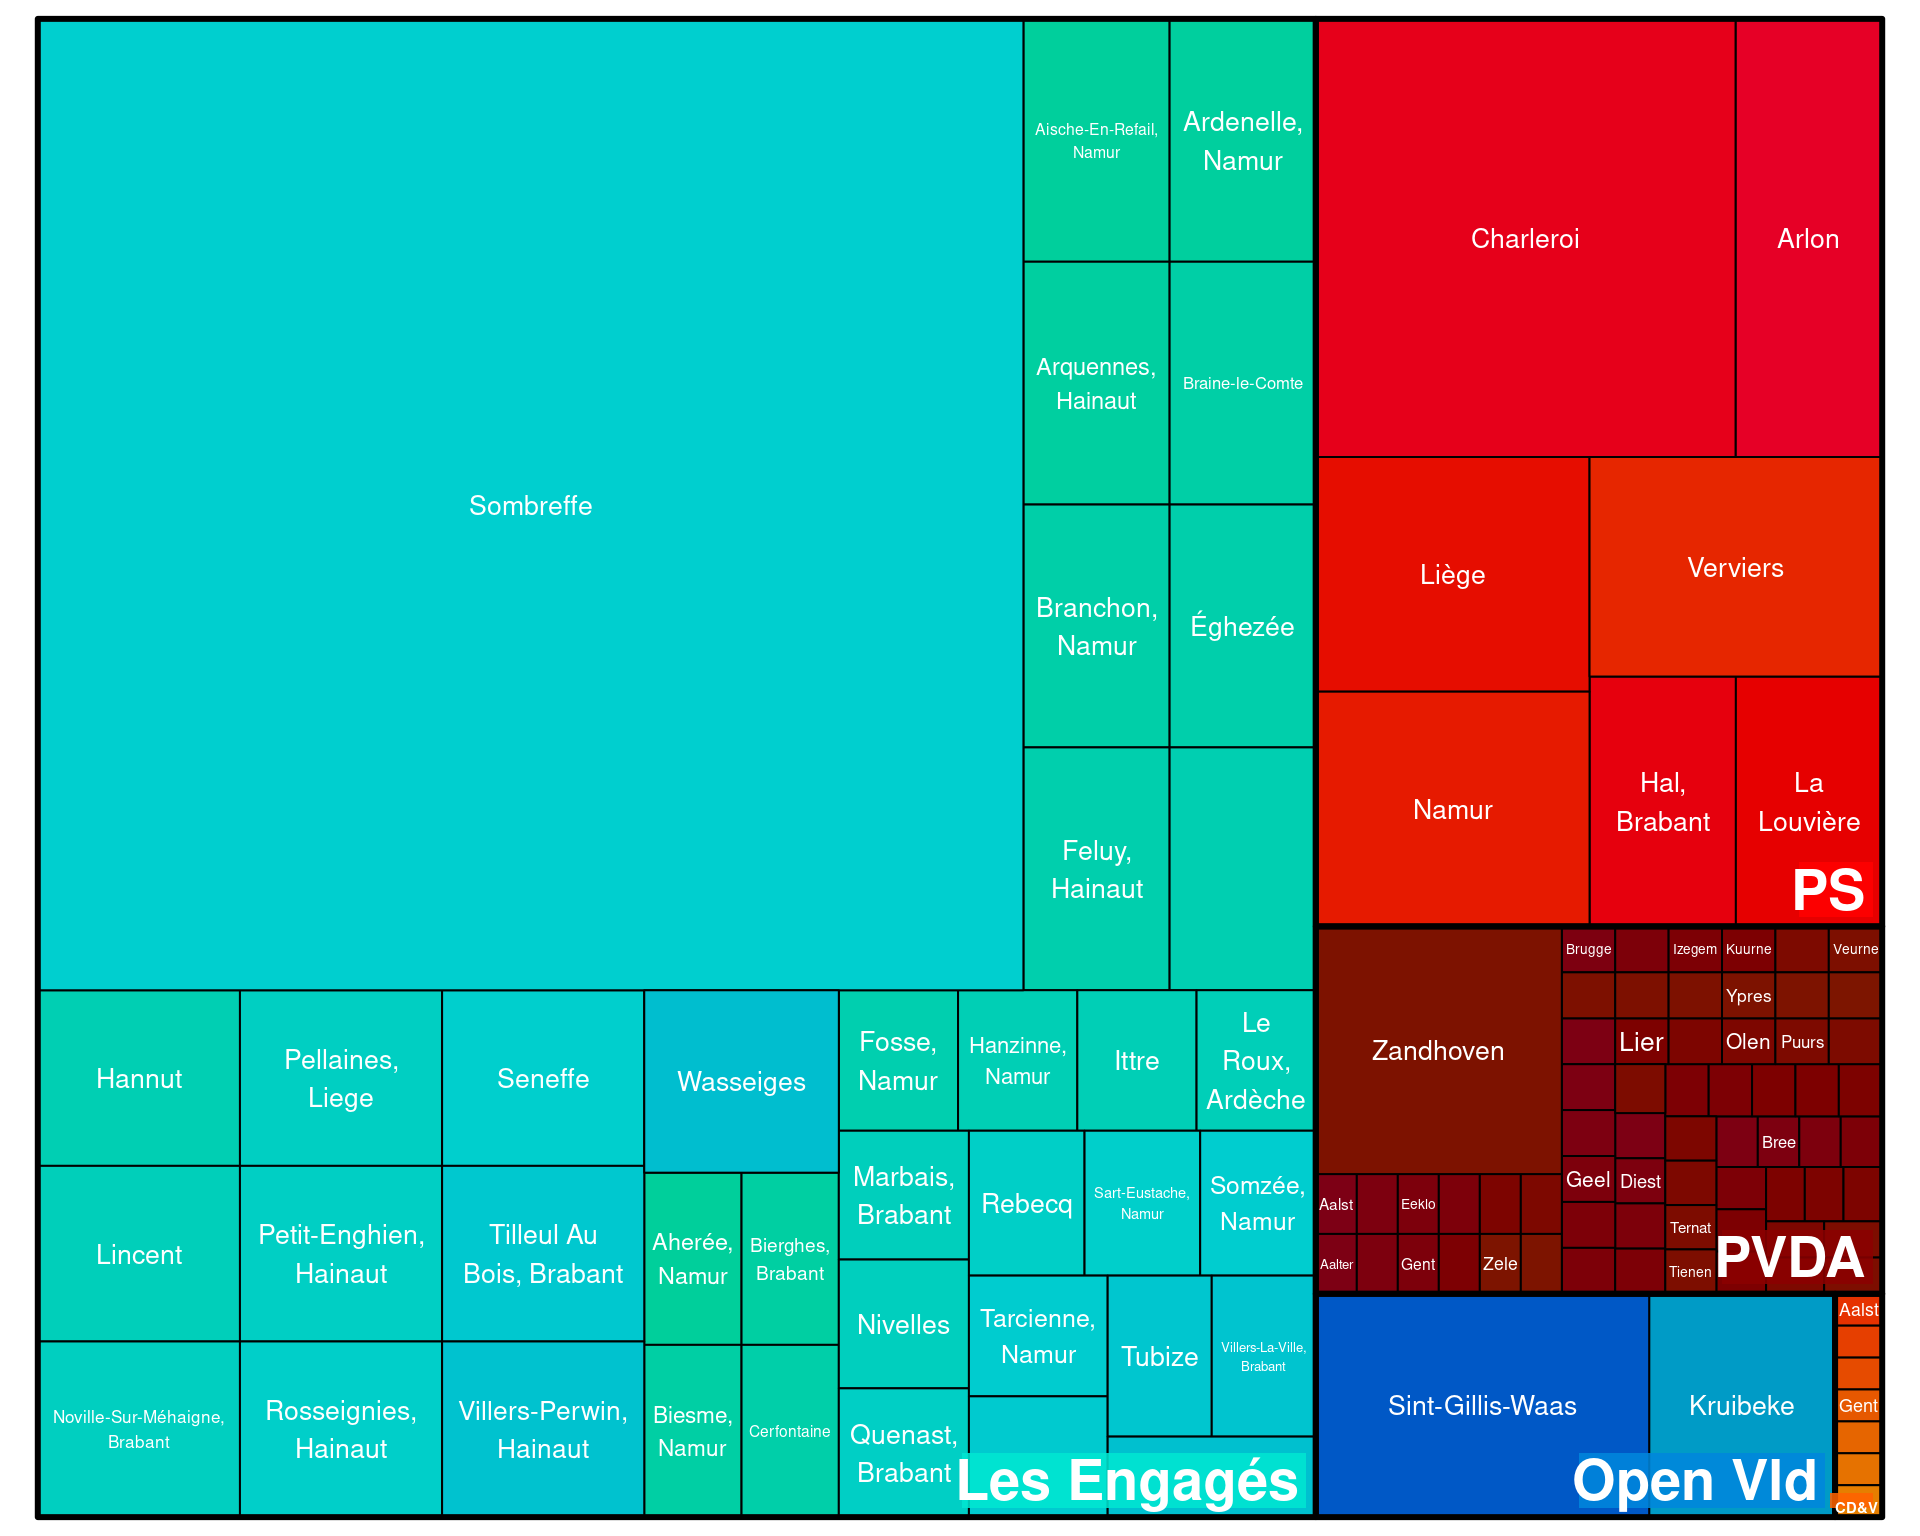 Sombreffe
Aische-En-Refail,
Namur
Ardenelle,
Namur
Arquennes,
Hainaut
Braine-le-Comte
Branchon,
Namur
Éghezée
Feluy,
Hainaut
Hannut
Pellaines,
Liege
Seneffe
Wasseiges
Lincent
Petit-Enghien,
Hainaut
Tilleul Au
Bois, Brabant
Noville-Sur-Méhaigne,
Brabant
Rosseignies,
Hainaut
Villers-Perwin,
Hainaut
Aherée,
Namur
Bierghes,
Brabant
Biesme,
Namur
Cerfontaine
Fosse,
Namur
Hanzinne,
Namur
Ittre
Le
Roux,
Ardèche
Marbais,
Brabant
Rebecq
Sart-Eustache,
Namur
Somzée,
Namur
Nivelles
Tarcienne,
Namur
Tubize
Villers-La-Ville,
Brabant
Quenast,
Brabant
Les Engagés
Charleroi
Arlon
Liège
Verviers
Namur
Hal,
Brabant
La
Louvière
PS
Zandhoven
Brugge
Izegem
Kuurne
Veurne
Ypres
Lier
Olen
Puurs
Bree
Geel
Diest
Aalst
Eeklo
Ternat
Aalter
Gent
Zele
Tienen
PVDA
Sint-Gillis-Waas
Kruibeke
Open Vld
Aalst
Gent
CD&V